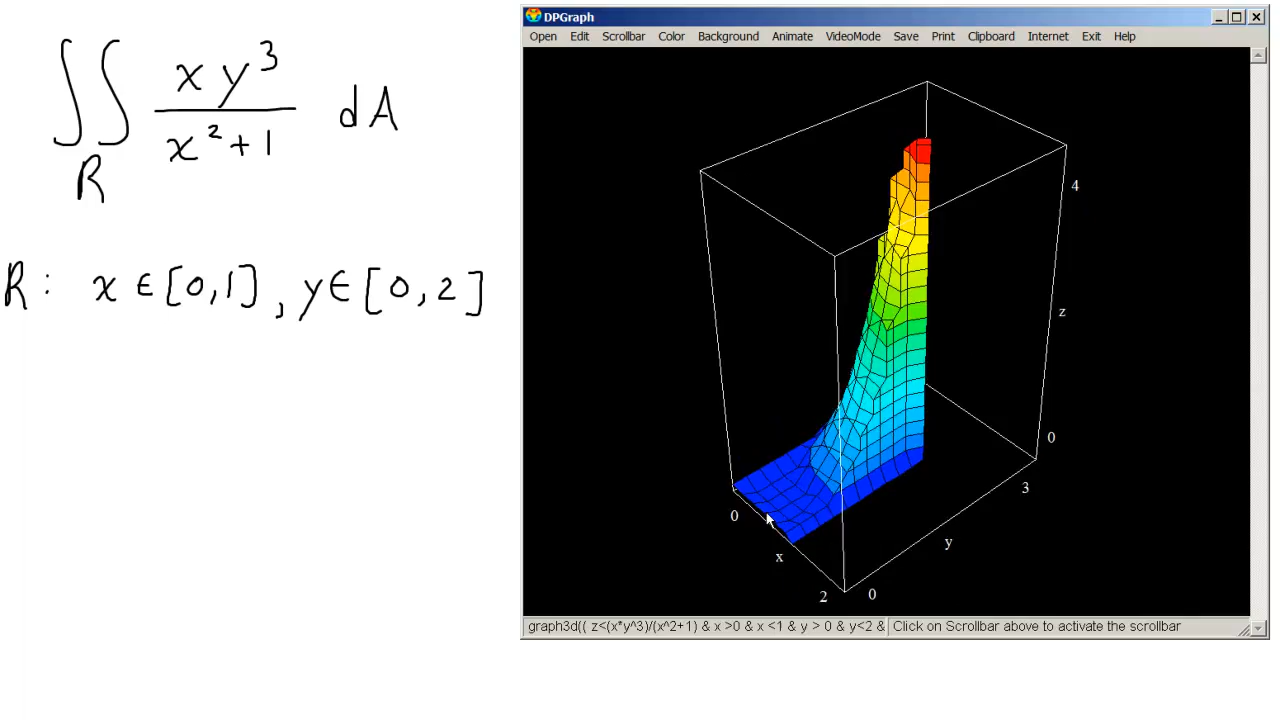 ∬_R xy³/(x²+1) dA
R: x ∈ [0,1], y ∈ [0,2]
DPGraph
Open Edit Scrollbar Color Background Animate VideoMode Save Print Clipboard Internet Exit Help
4
z
0
3
0
y
x
2
0
graph3d(( z<(x*y^3)/(x^2+1) & x >0 & x <1 & y > 0 & y<2 & Click on Scrollbar above to activate the scrollbar